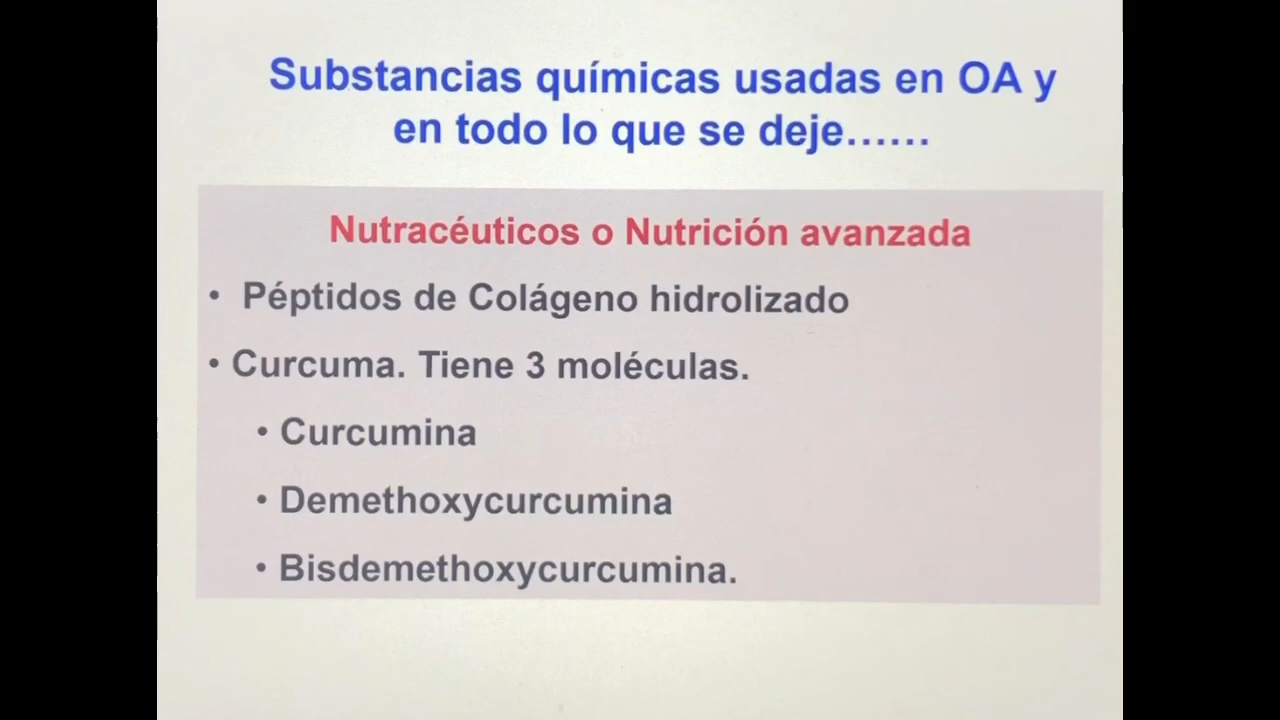 Substancias químicas usadas en OA y
en todo lo que se deje......
Nutracéuticos o Nutrición avanzada
• Péptidos de Colágeno hidrolizado
• Curcuma. Tiene 3 moléculas.
• Curcumina
• Demethoxycurcumina
• Bisdemethoxycurcumina.